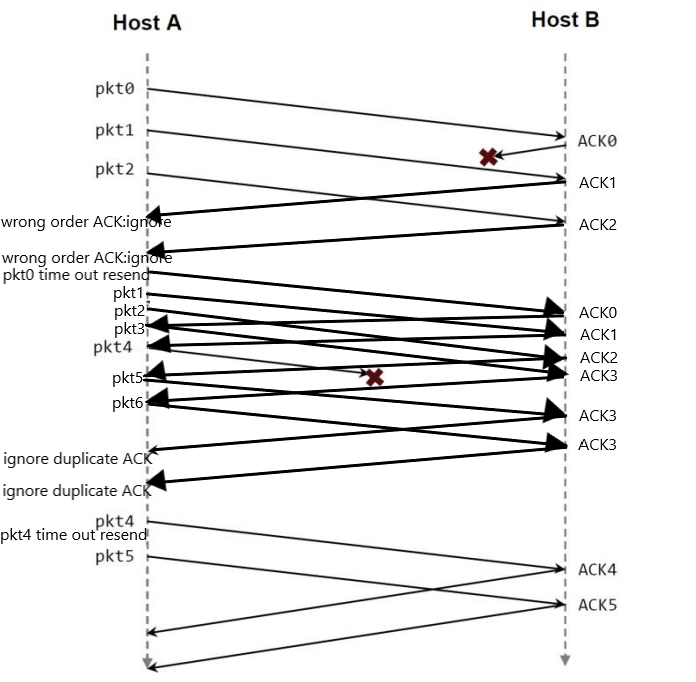 Host A
Host B
pkt0
pkt1
ACK0
pkt2
ACK1
wrong order ACK:ignore
ACK2
wrong order ACK:ignore
pkt0 time out resend
pkt1
pkt2
ACK0
pkt3
ACK1
pkt4
ACK2
pkt5
ACK3
pkt6
ACK3
ACK3
ignore duplicate ACK
ignore duplicate ACK
pkt4
pkt4 time out resend
pkt5
ACK4
ACK5